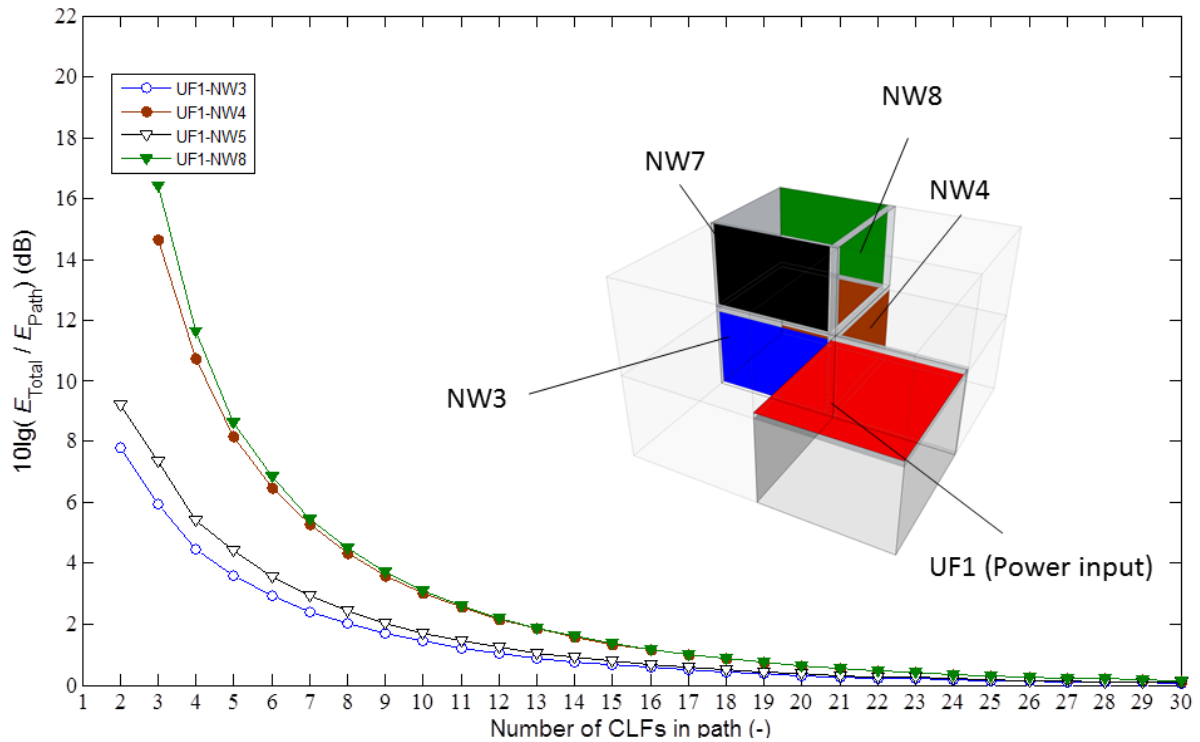 22
20
18
16
14
12
10
8
6
4
2
0
10lg( E_Total / E_Path) (dB)
UF1-NW3
UF1-NW4
UF1-NW5
UF1-NW8
NW8
NW7
NW4
NW3
UF1 (Power input)
1 2 3 4 5 6 7 8 9 10 11 12 13 14 15 16 17 18 19 20 21 22 23 24 25 26 27 28 29 30
Number of CLFs in path (-)